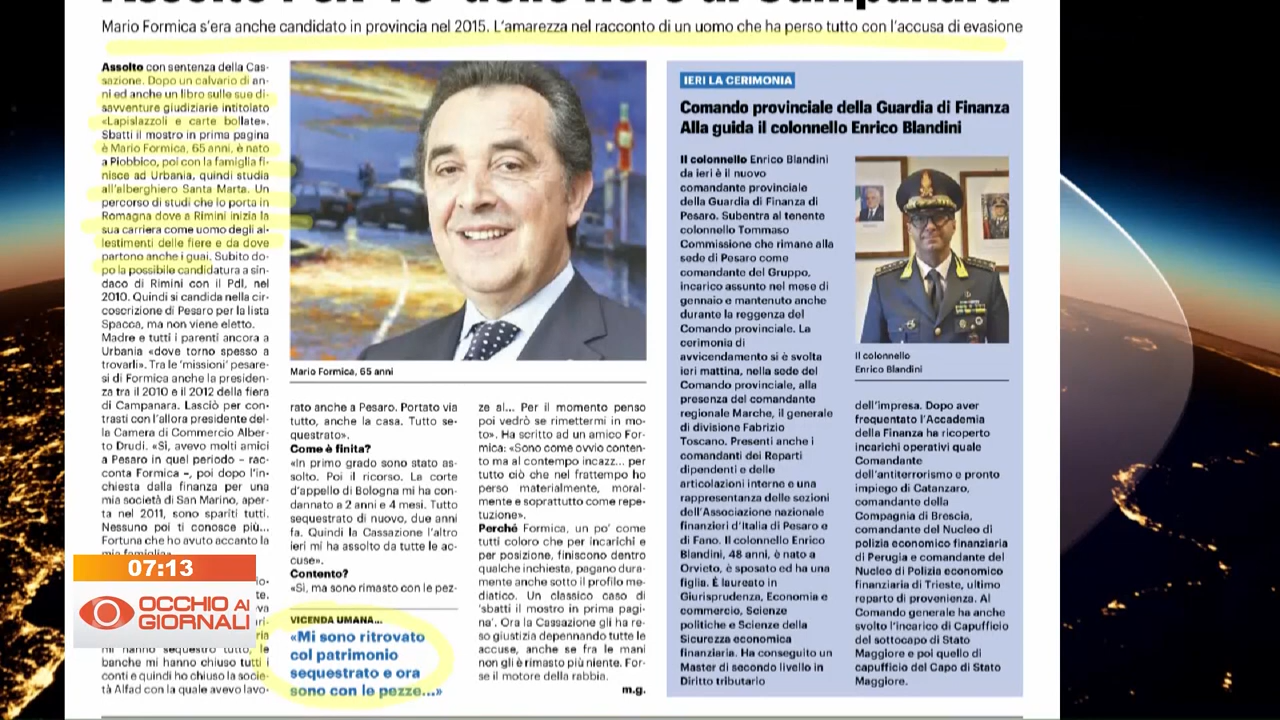 Mario Formica s'era anche candidato in provincia nel 2015. L'amarezza nel racconto di un uomo che ha perso tutto con l'accusa di evasione
Assolto con sentenza della Cas-
sazione. Dopo un calvario di an-
ni ed anche un libro sulle sue di-
savventure giudiziarie intitolato
«Lapislazzoli e carte bollate».
Sbatti il mostro in prima pagina
è Mario Formica, 65 anni, è nato
a Piobbico, poi con la famiglia fi-
nisce ad Urbania, quindi studia
all'alberghiero Santa Marta. Un
percorso di studi che lo porta in
Romagna dove a Rimini inizia la
sua carriera come uomo degli al-
lestimenti delle fiere e da dove
partono anche i guai. Subito do-
po la possibile candidatura a sin-
daco di Rimini con il Pdl, nel
2010. Quindi si candida nella cir-
coscrizione di Pesaro per la lista
Spacca, ma non viene eletto.
Madre e tutti i parenti ancora a
Urbania «dove torno spesso a
trovarli». Tra le 'missioni' pesare-
si di Formica anche la presiden-
za tra il 2010 e il 2012 della fiera
di Campanara. Lasciò per con-
trasti con l'allora presidente del-
la Camera di Commercio Alber-
to Drudi. «Sì, avevo molti amici
a Pesaro in quel periodo – rac-
conta Formica –, poi dopo l'in-
chiesta dalla finanza per una
mia società di San Marino, aper-
ta nel 2011, sono spariti tutti.
Nessuno poi ti conosce più...
Fortuna che ho avuto accanto la
mia famiglia».
mi hanno sequestro tutto, le
banche mi hanno chiuso tutti i
conti e quindi ho chiuso la socie-
tà Alfad con la quale avevo lavo-
Mario Formica, 65 anni
rato anche a Pesaro. Portato via
tutto, anche la casa. Tutto se-
questrato».
Come è finita?
«In primo grado sono stato as-
solto. Poi il ricorso. La corte
d'appello di Bologna mi ha con-
dannato a 2 anni e 4 mesi. Tutto
sequestrato di nuovo, due anni
fa. Quindi la Cassazione l'altro
ieri mi ha assolto da tutte le ac-
cuse».
Contento?
«Sì, ma sono rimasto con le pez-
VICENDA UMANA...
«Mi sono ritrovato
col patrimonio
sequestrato e ora
sono con le pezze...»
ze al... Per il momento penso
poi vedrò se rimettermi in mo-
to». Ha scritto ad un amico For-
mica: «Sono come ovvio conten-
to ma al contempo incazz... per
tutto ciò che nel frattempo ho
perso materialmente, moral-
mente e soprattutto come repe-
tuzione».
Perché Formica, un po' come
tutti coloro che per incarichi e
per posizione, finiscono dentro
qualche inchiesta, pagano dura-
mente anche sotto il profilo me-
diatico. Un classico caso di
'sbatti il mostro in prima pagi-
na'. Ora la Cassazione gli ha re-
so giustizia depennando tutte le
accuse, anche se fra le mani
non gli è rimasto più niente. For-
se il motore della rabbia.
m.g.
IERI LA CERIMONIA
Comando provinciale della Guardia di Finanza
Alla guida il colonnello Enrico Blandini
Il colonnello Enrico Blandini
da ieri è il nuovo
comandante provinciale
della Guardia di Finanza di
Pesaro. Subentra al tenente
colonnello Tommaso
Commissione che rimane alla
sede di Pesaro come
comandante del Gruppo,
incarico assunto nel mese di
gennaio e mantenuto anche
durante la reggenza del
Comando provinciale. La
cerimonia di
avvicendamento si è svolta
ieri mattina, nella sede del
Comando provinciale, alla
presenza del comandante
regionale Marche, il generale
di divisione Fabrizio
Toscano. Presenti anche i
comandanti dei Reparti
dipendenti e delle
articolazioni interne e una
rappresentanza delle sezioni
dell'Associazione nazionale
finanzieri d'Italia di Pesaro e
di Fano. Il colonnello Enrico
Blandini, 48 anni, è nato a
Orvieto, è sposato ed ha una
figlia. È laureato in
Giurisprudenza, Economia e
commercio, Scienze
politiche e Scienze della
Sicurezza economica
finanziaria. Ha conseguito un
Master di secondo livello in
Diritto tributario
Il colonnello
Enrico Blandini
dell'impresa. Dopo aver
frequentato l'Accademia
della Finanza ha ricoperto
incarichi operativi quale
Comandante
dell'antiterrorismo e pronto
impiego di Catanzaro,
comandante della
Compagnia di Brescia,
comandante del Nucleo di
polizia economico finanziaria
di Perugia e comandante del
Nucleo di Polizia economico
finanziaria di Trieste, ultimo
reparto di provenienza. Al
Comando generale ha anche
svolto l'incarico di Capufficio
del sottocapo di Stato
Maggiore e poi quello di
capufficio del Capo di Stato
Maggiore.
07:13
OCCHIO AI
GIORNALI